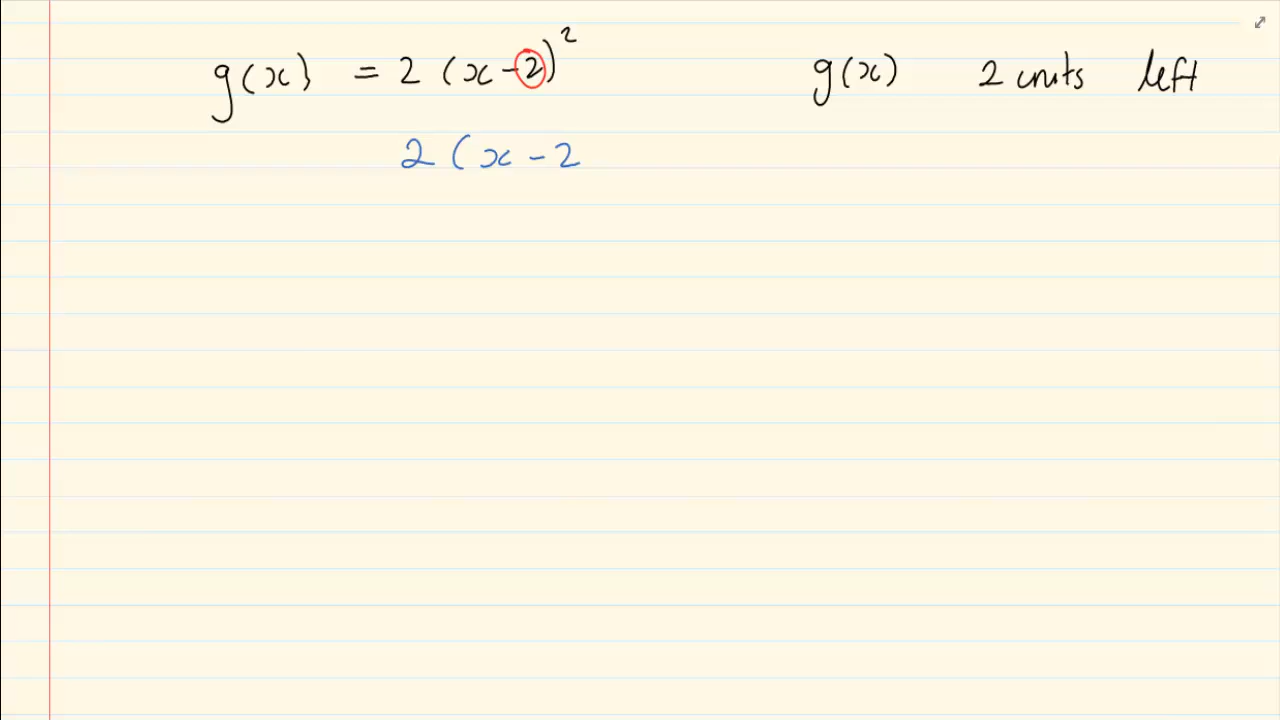 g(x) = 2 (x-2)² g(x) 2 units left
2 (x - 2